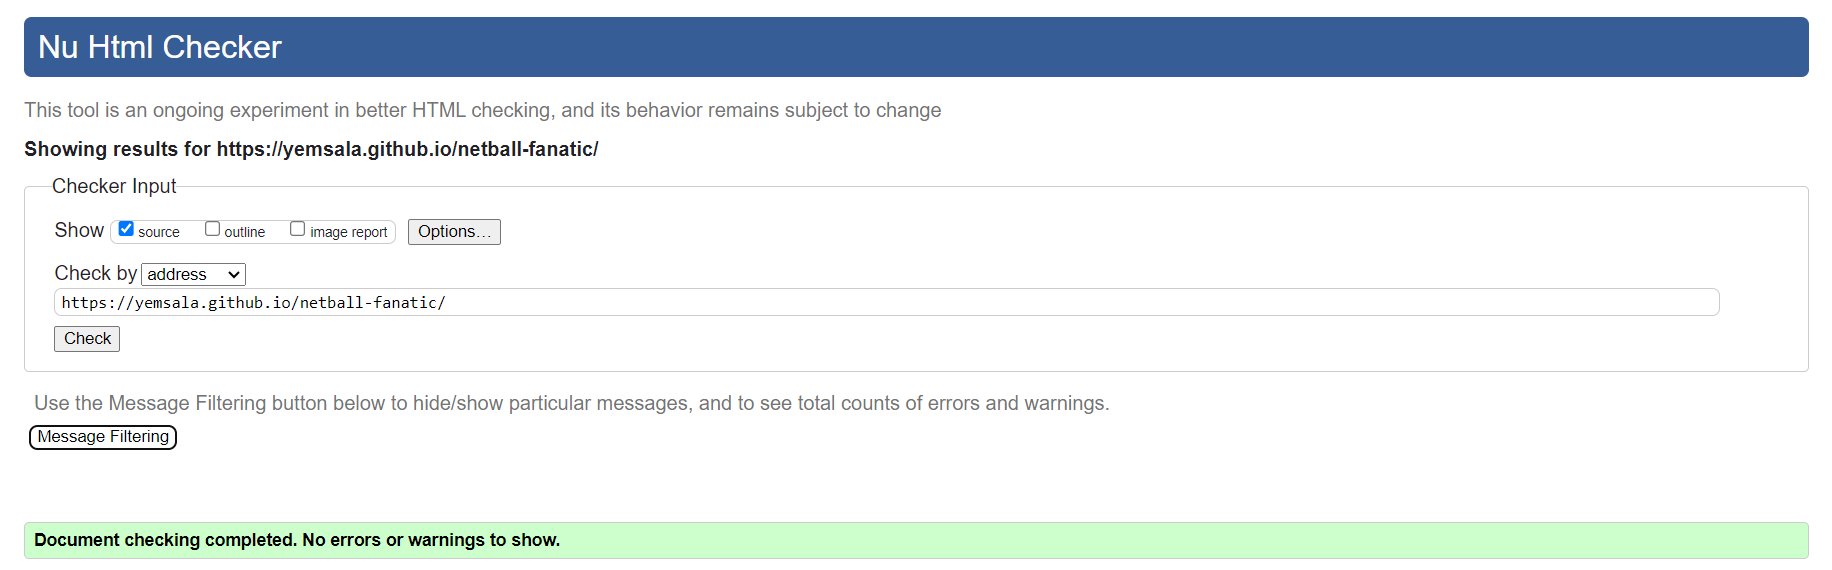 Nu Html Checker
This tool is an ongoing experiment in better HTML checking, and its behavior remains subject to change
Showing results for https://yemsala.github.io/netball-fanatic/
Checker Input
Show source outline image report Options...
Check by address
https://yemsala.github.io/netball-fanatic/
Check
Use the Message Filtering button below to hide/show particular messages, and to see total counts of errors and warnings.
Message Filtering
Document checking completed. No errors or warnings to show.